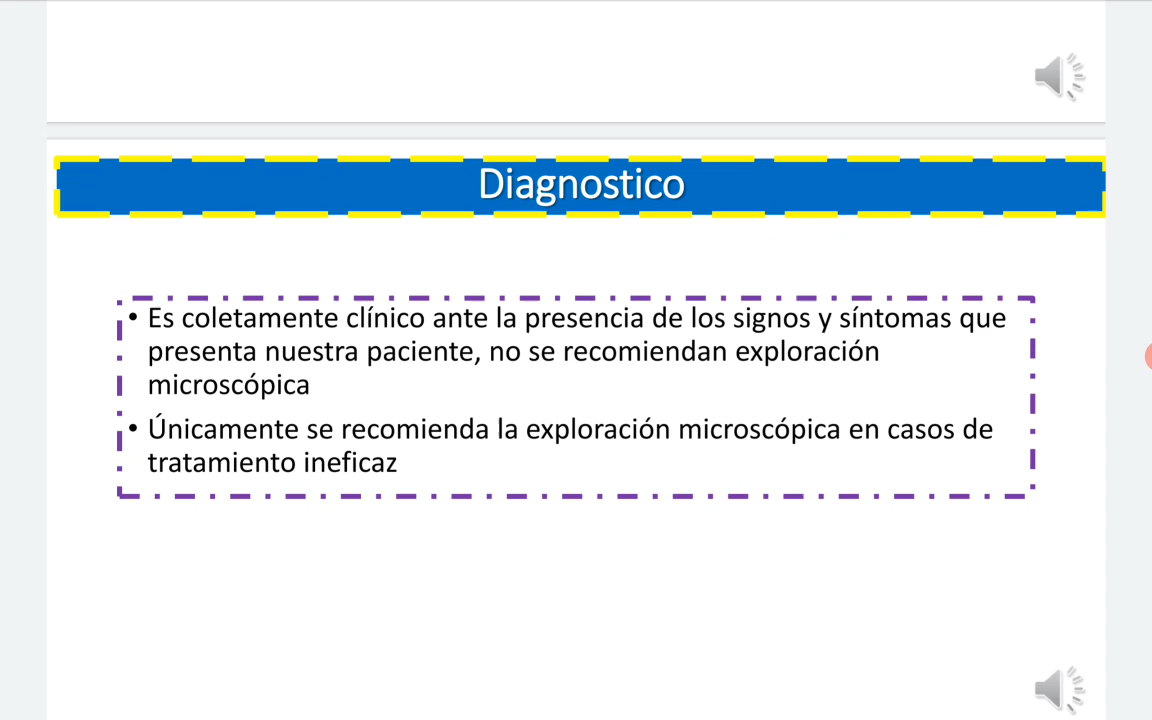 Diagnostico
• Es coletamente clínico ante la presencia de los signos y síntomas que
presenta nuestra paciente, no se recomiendan exploración
microscópica
• Únicamente se recomienda la exploración microscópica en casos de
tratamiento ineficaz